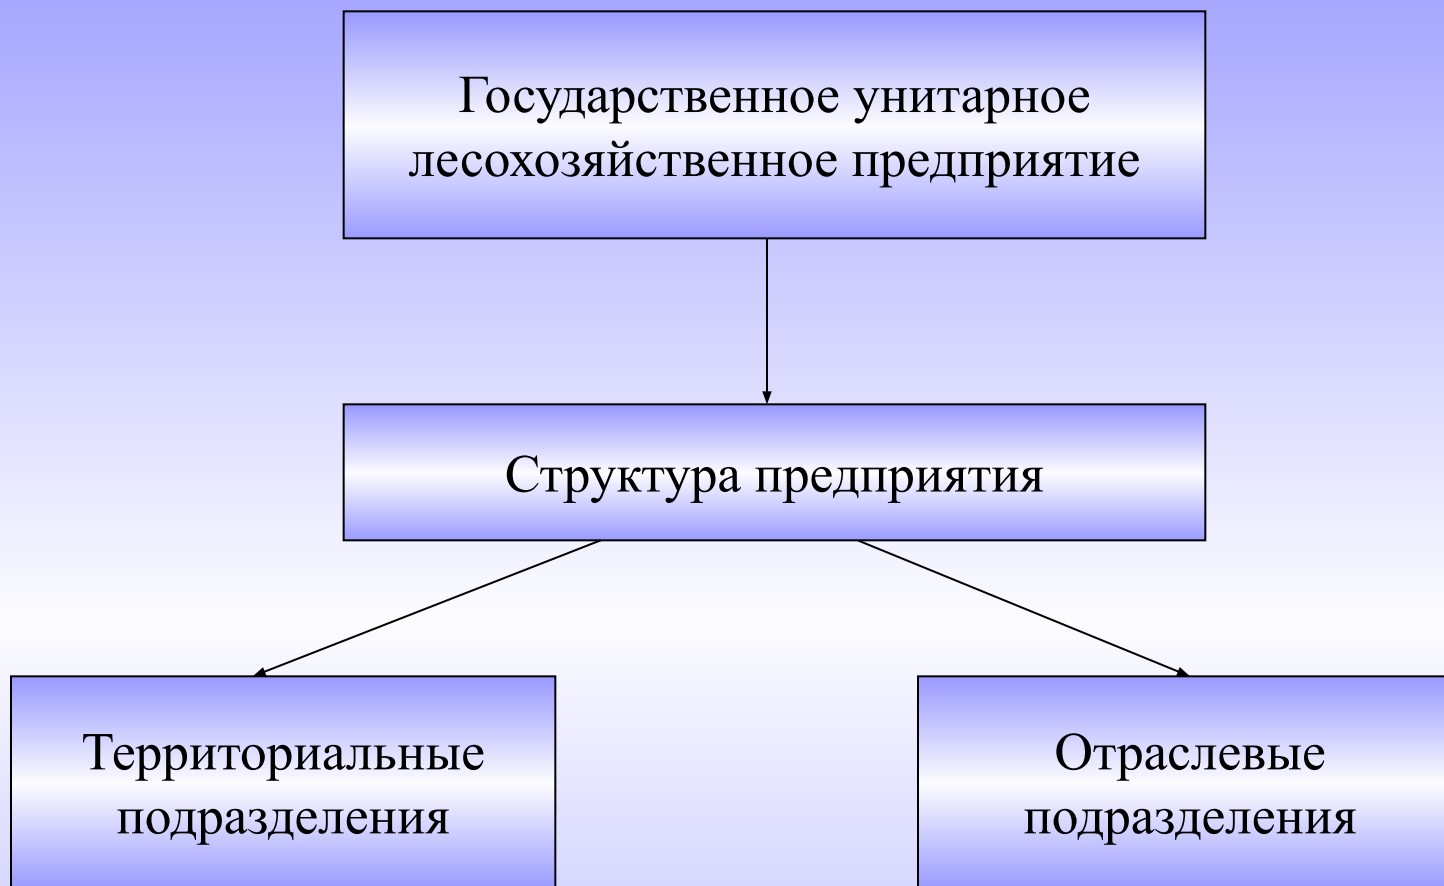 Государственное унитарное
лесохозяйственное предприятие
Структура предприятия
Территориальные
подразделения
Отраслевые
подразделения